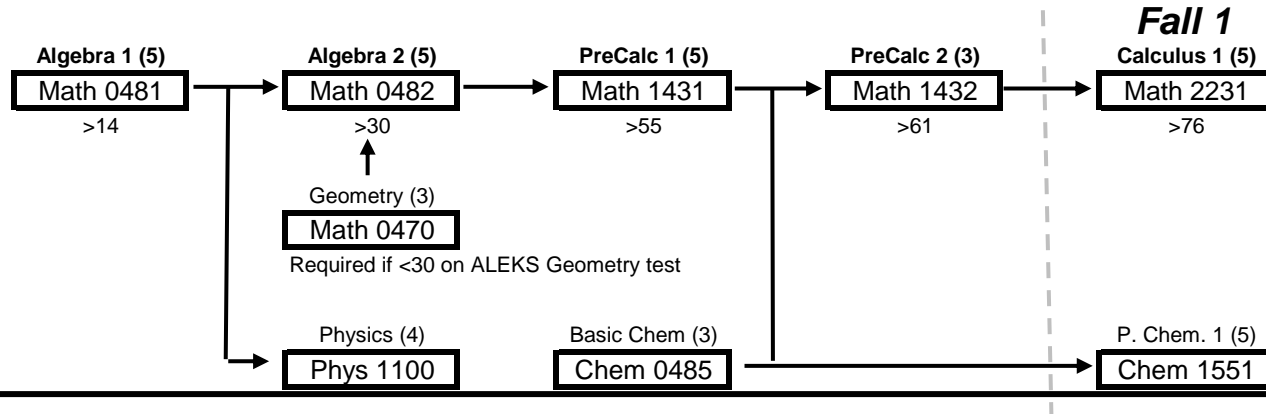 Fall 1
Algebra 1 (5)
Algebra 2 (5)
PreCalc 1 (5)
PreCalc 2 (3)
Calculus 1 (5)
Math 0481
Math 0482
Math 1431
Math 1432
Math 2231
>14
>30
>55
>61
>76
Geometry (3)
Math 0470
Required if <30 on ALEKS Geometry test
Physics (4)
Basic Chem (3)
P. Chem. 1 (5)
Phys 1100
Chem 0485
Chem 1551